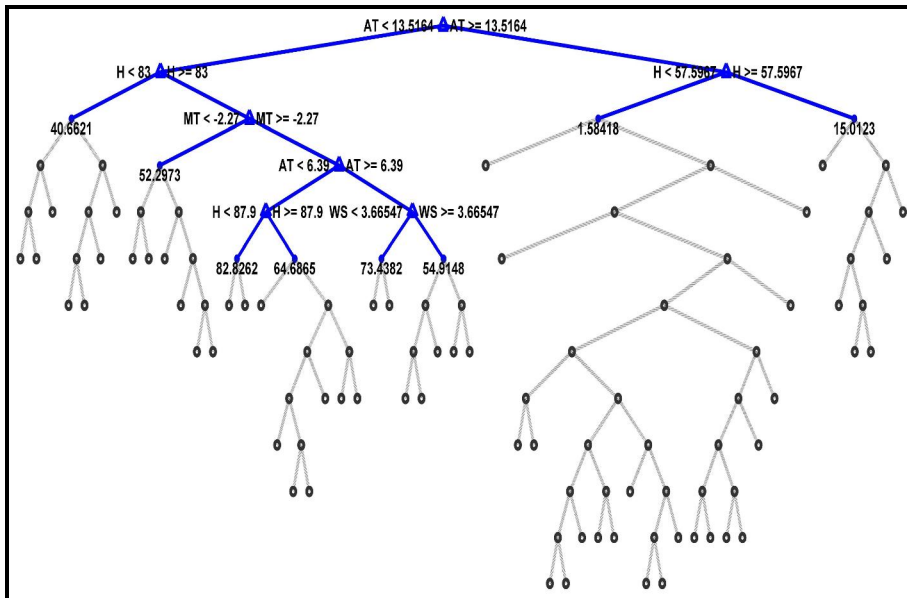 AT < 13.5164 AT >= 13.5164
H < 83 H >= 83 H < 57.5967 H >= 57.5967
40.6621 MT < -2.27 MT >= -2.27 1.58418 15.0123
52.2973 AT < 6.39 AT >= 6.39
H < 87.9 H >= 87.9 WS < 3.66547 WS >= 3.66547
82.8262 64.6865 73.4382 54.9148